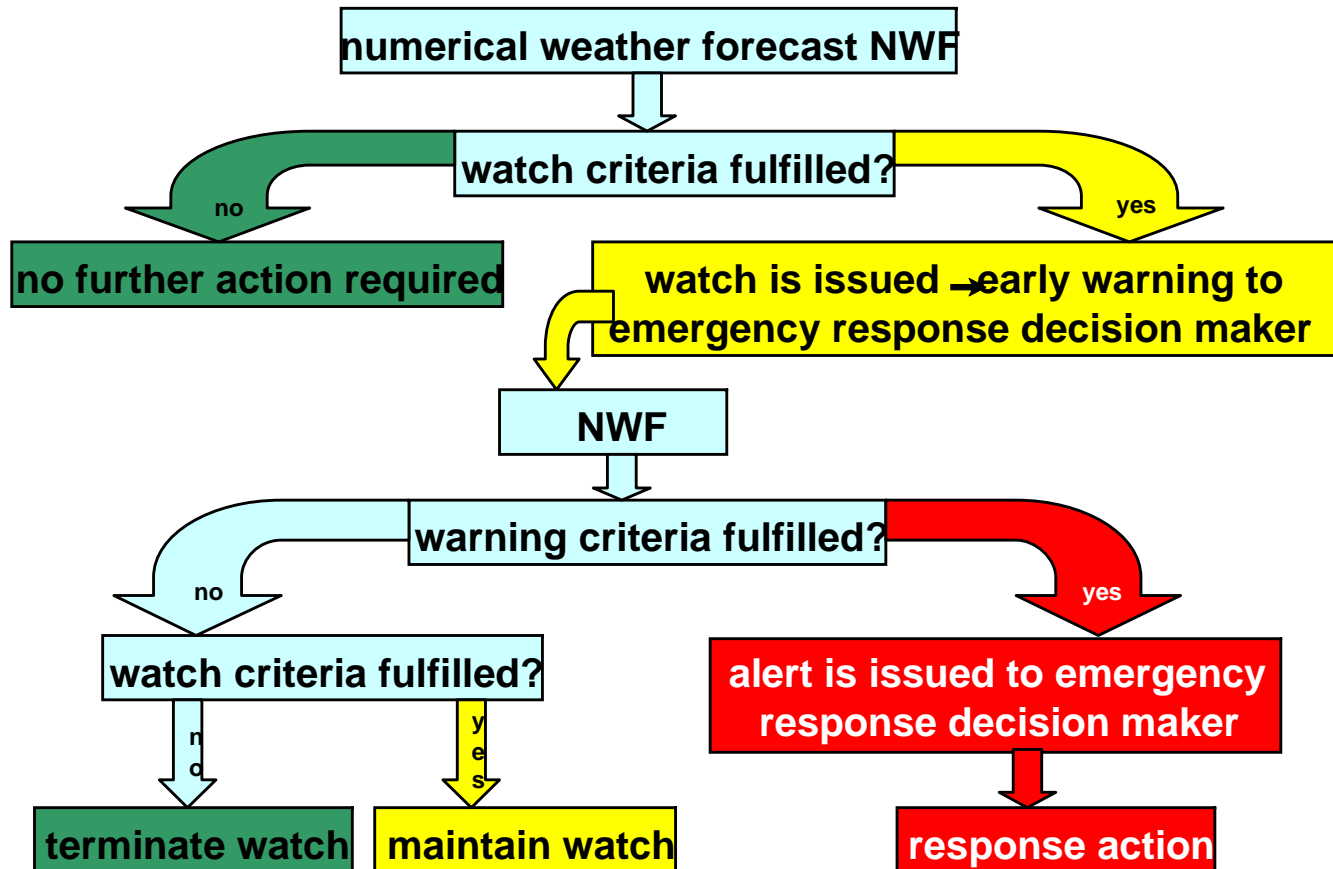 numerical weather forecast NWF
watch criteria fulfilled?
no
yes
no further action required
watch is issued → early warning to
emergency response decision maker
NWF
warning criteria fulfilled?
no
yes
watch criteria fulfilled?
alert is issued to emergency
response decision maker
no
yes
terminate watch
maintain watch
response action